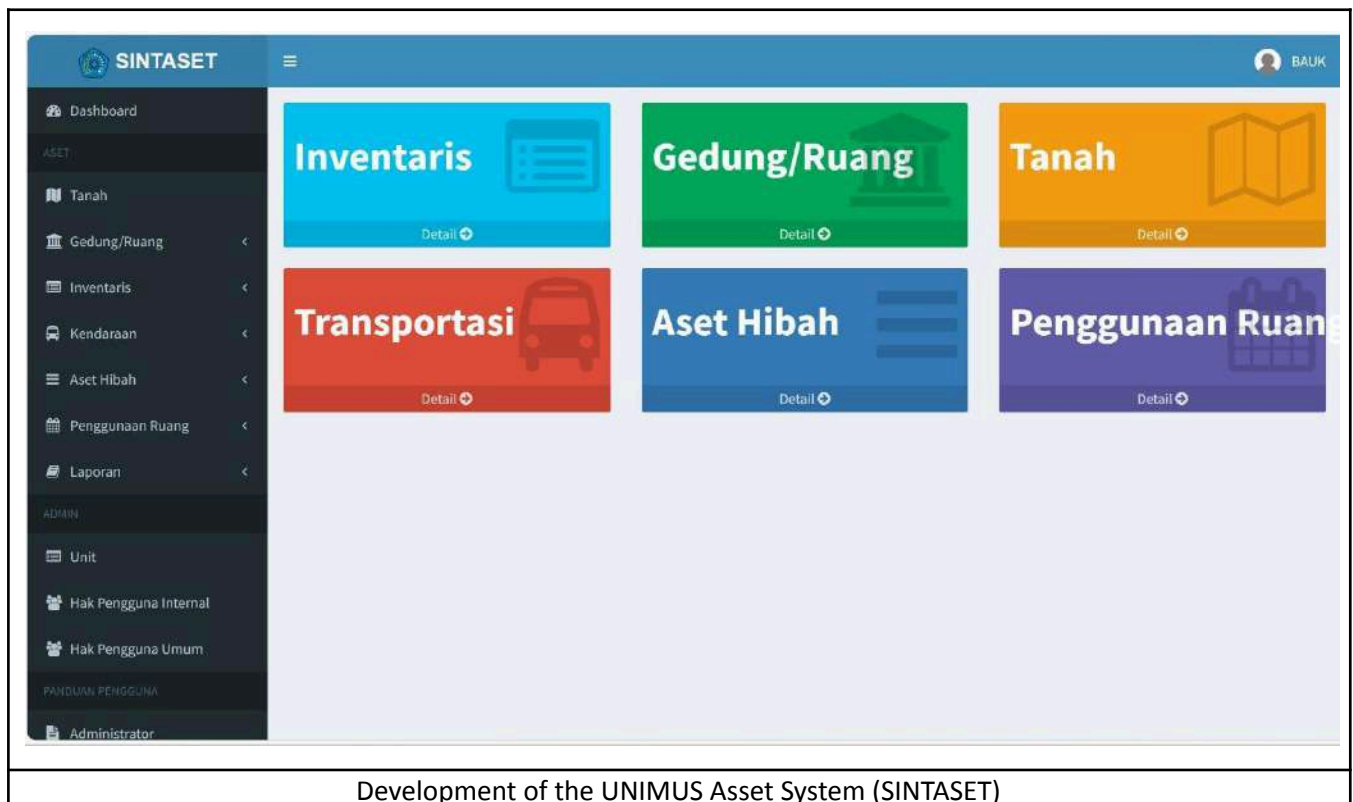 SINTASET
BAUK
Dashboard
ASET
Tanah
Gedung/Ruang
Inventaris
Kendaraan
Aset Hibah
Penggunaan Ruang
Laporan
ADMIN
Unit
Hak Pengguna Internal
Hak Pengguna Umum
PANDUAN PENGGUNA
Administrator
Inventaris
Detail
Gedung/Ruang
Detail
Tanah
Detail
Transportasi
Detail
Aset Hibah
Detail
Penggunaan Ruang
Detail
Development of the UNIMUS Asset System (SINTASET)